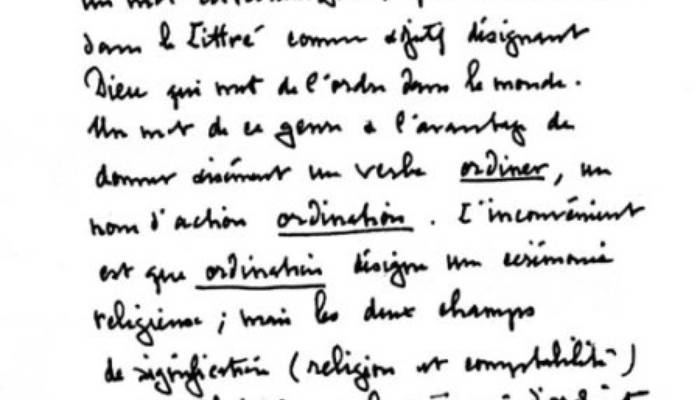 un mot
dans le Littré comme adjectif désignant
Dieu qui met de l'ordre dans le monde.
Un mot de ce genre a l'avantage de
donner aisément un verbe ordiner, un
nom d'action ordination. L'inconvénient
est que ordination désigne une cérémonie
religieuse ; mais les deux champs
de signification (religion et comptabilité)